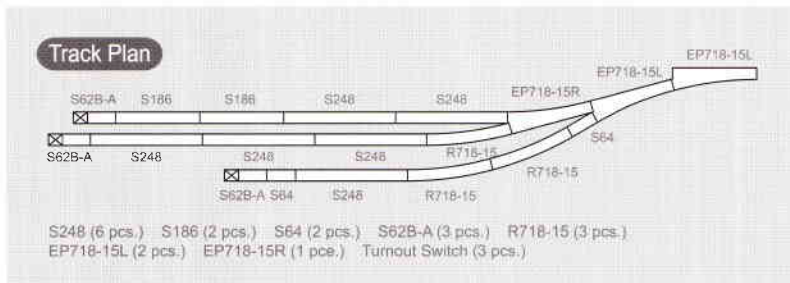 Track Plan
EP718-15L
EP718-15L
S62B-A S186 S186 S248 S248 EP718-15R
S64
S62B-A S248 S248 S248 R718-15
R718-15
S62B-A S64 S248 R718-15
S248 (6 pcs.) S186 (2 pcs.) S64 (2 pcs.) S62B-A (3 pcs.) R718-15 (3 pcs.)
EP718-15L (2 pcs.) EP718-15R (1 pce.) Turnout Switch (3 pcs.)